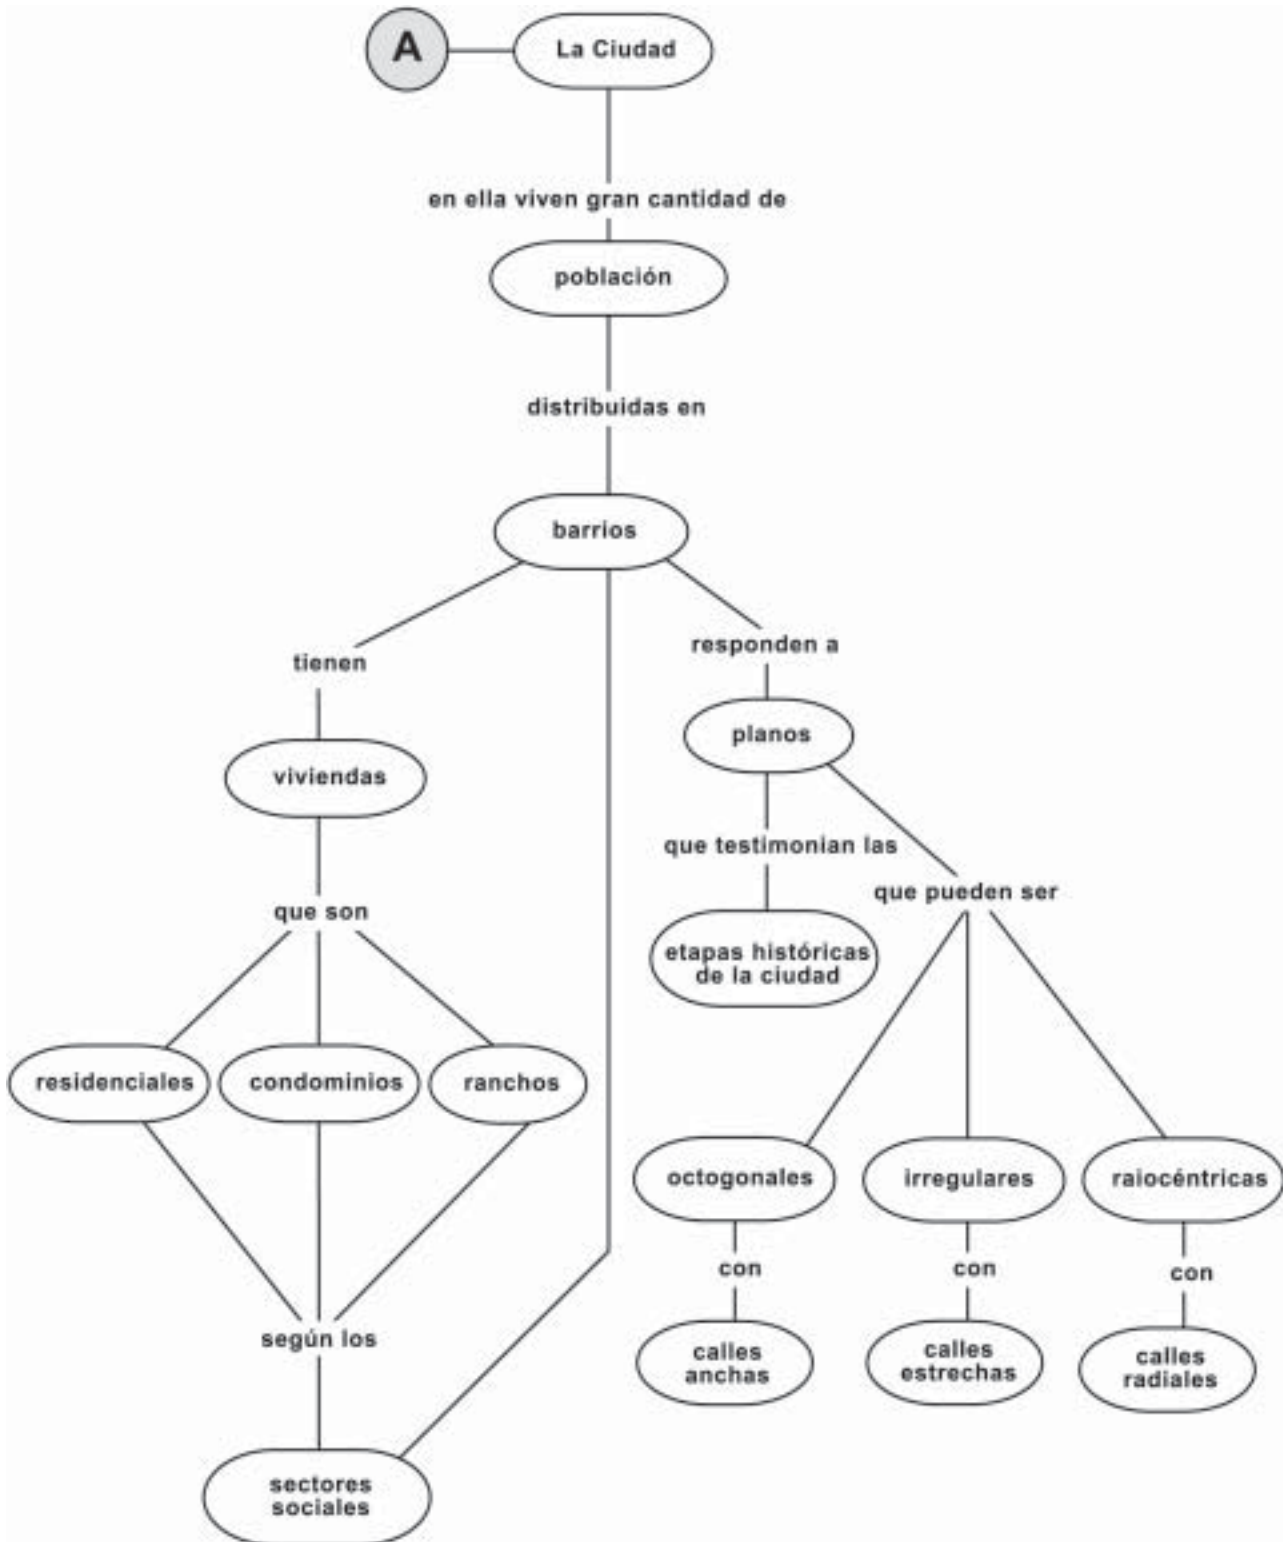 A
La Ciudad
en ella viven gran cantidad de
población
distribuidas en
barrios
tienen
responden a
viviendas
planos
que testimonian las
que son
que pueden ser
etapas históricas
de la ciudad
residenciales
condominios
ranchos
octogonales
irregulares
raiocéntricas
con
con
con
según los
calles
anchas
calles
estrechas
calles
radiales
sectores
sociales